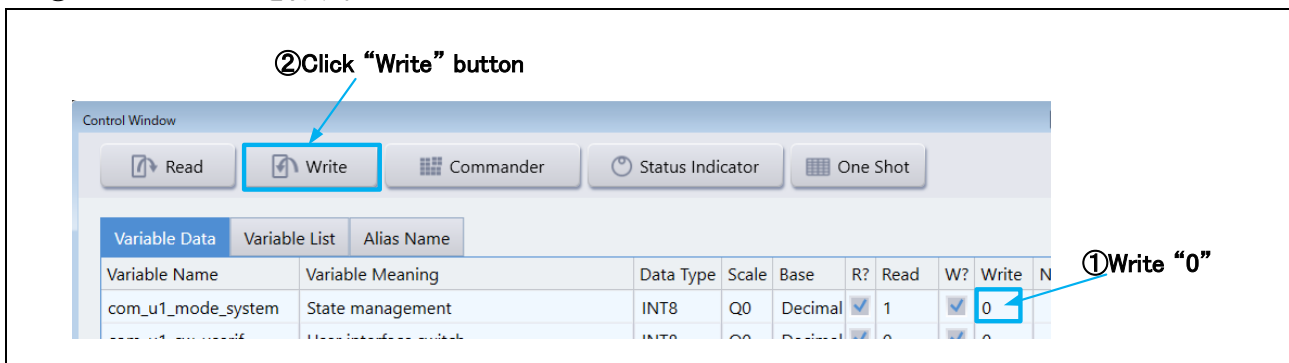 ②Click “Write” button
Control Window
Read Write Commander Status Indicator One Shot
Variable Data Variable List Alias Name
Variable Name Variable Meaning Data Type Scale Base R? Read W? Write N
①Write “0”
com_u1_mode_system State management INT8 Q0 Decimal 1 0